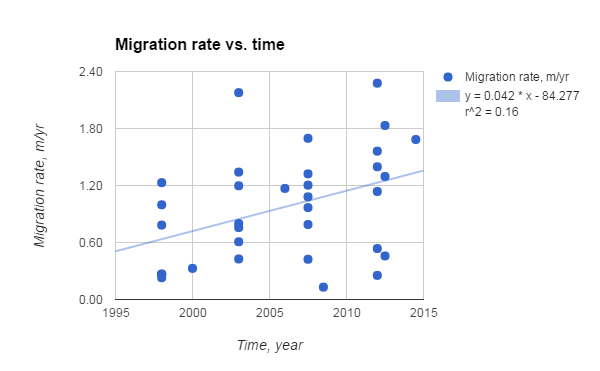 Migration rate vs. time
2.40
1.80
1.20
0.60
0.00
Migration rate, m/yr
1995
2000
2005
2010
2015
Time, year
Migration rate, m/yr
y = 0.042 * x - 84.277
r^2 = 0.16